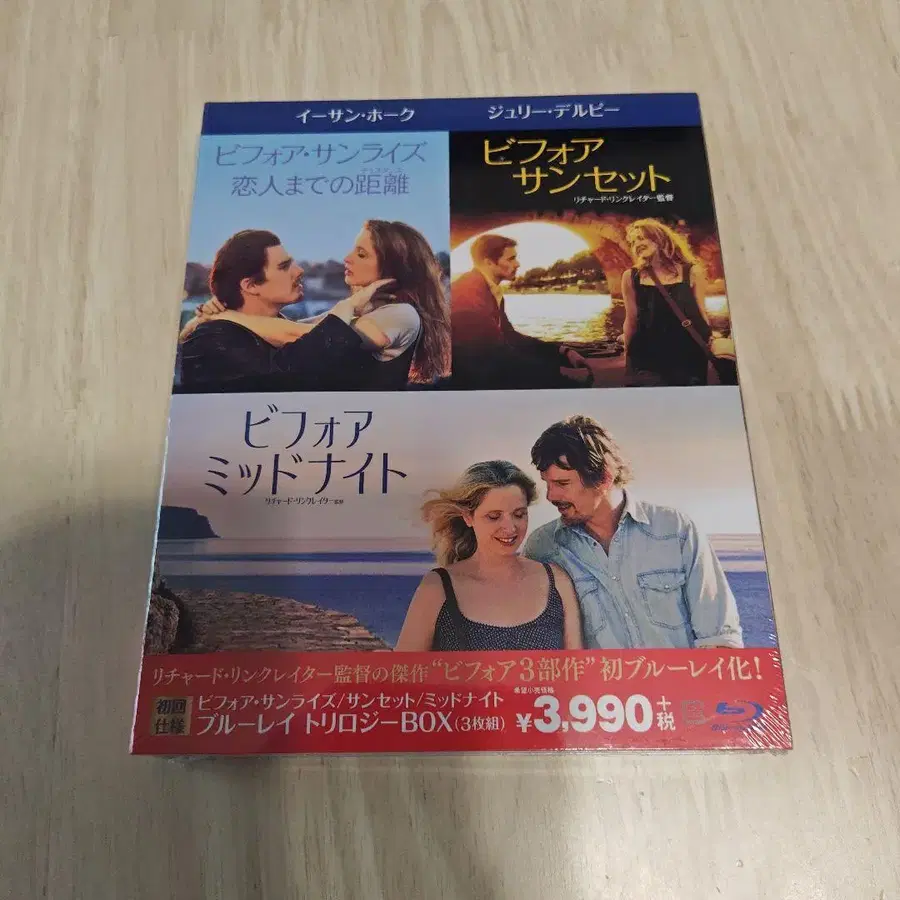 イーサン・ホーク
ジュリー・デルピー
ビフォア・サンライズ
恋人までの距離
ビフォア
サンセット
リチャード・リンクレイター監督
ビフォア
ミッドナイト
リチャード・リンクレイター監督
リチャード・リンクレイター監督の傑作“ビフォア3部作”初ブルーレイ化!
初回
仕様
ビフォア・サンライズ/サンセット/ミッドナイト
ブルーレイ トリロジーBOX(3枚組)
希望小売価格
¥3,990+税